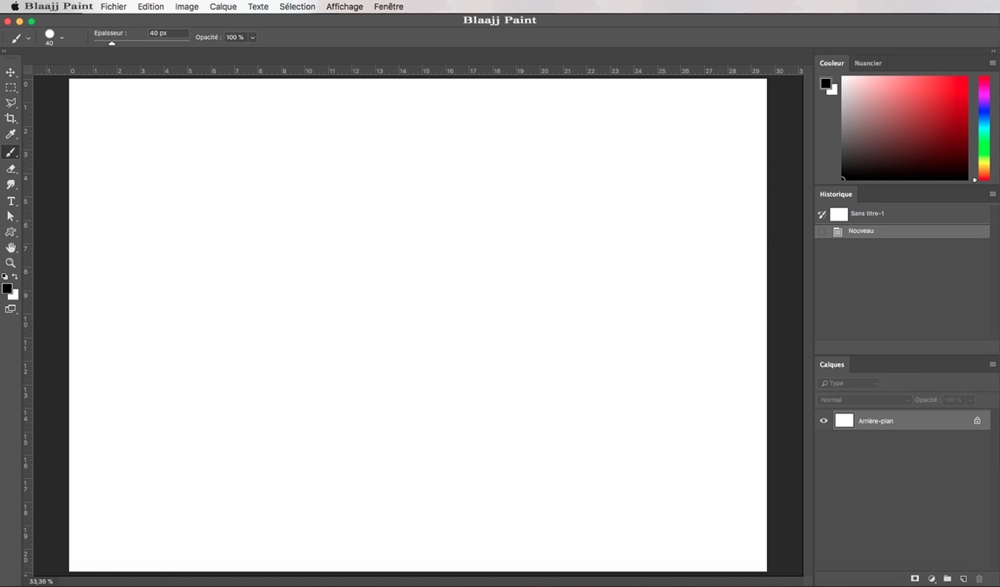 Blaajj Paint Fichier Edition Image Calque Texte Sélection Affichage Fenêtre
Blaajj Paint
40
Epaisseur : 40 px Opacité : 100 %
1 0 1 2 3 4 5 6 7 8 9 10 11 12 13 14 15 16 17 18 19 20 21 22 23 24 25 26 27 28 29 30 3
0
1
2
3
4
5
6
7
8
9
10
11
12
13
14
15
16
17
18
19
20
T
33,36 %
Couleur Nuancier
Historique
Sans titre-1
Nouveau
Calques
Type
Normal Opacité : 100 %
Arrière-plan